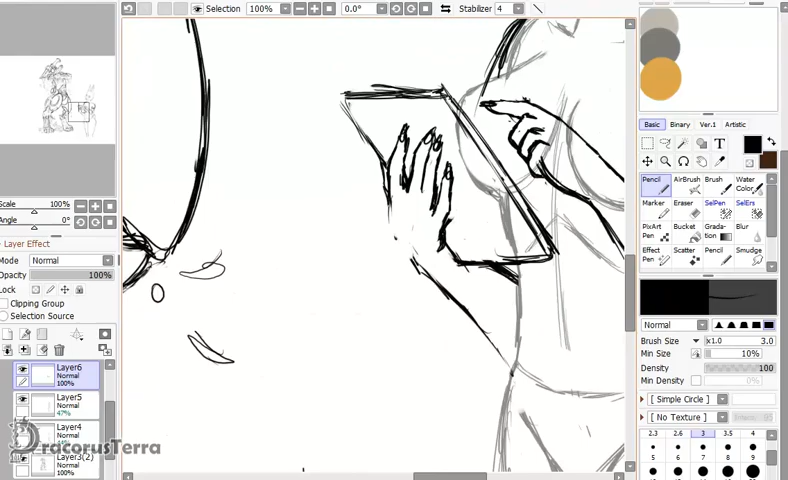 Selection 100% 0.0° Stabilizer 4
Scale 100%
Angle 0°
Layer Effect
Mode Normal
Opacity 100%
Lock
Clipping Group
Selection Source
Layer6
Normal
100%
Layer5
Normal
47%
Layer4
Normal
Layer3(2)
Normal
100%
DracorusTerra
Basic Binary Ver.1 Artistic
T
Pencil AirBrush Brush Water Color
Marker Eraser SelPen SelErs
PixArt Pen Bucket Gradation Blur
Effect Pen Scatter Pencil Smudge
Normal
Brush Size x1.0 3.0
Min Size 10%
Density 100
Min Density 0%
[ Simple Circle ]
[ No Texture ]
2.3 2.6 3 3.5 4
5 6 7 8 9